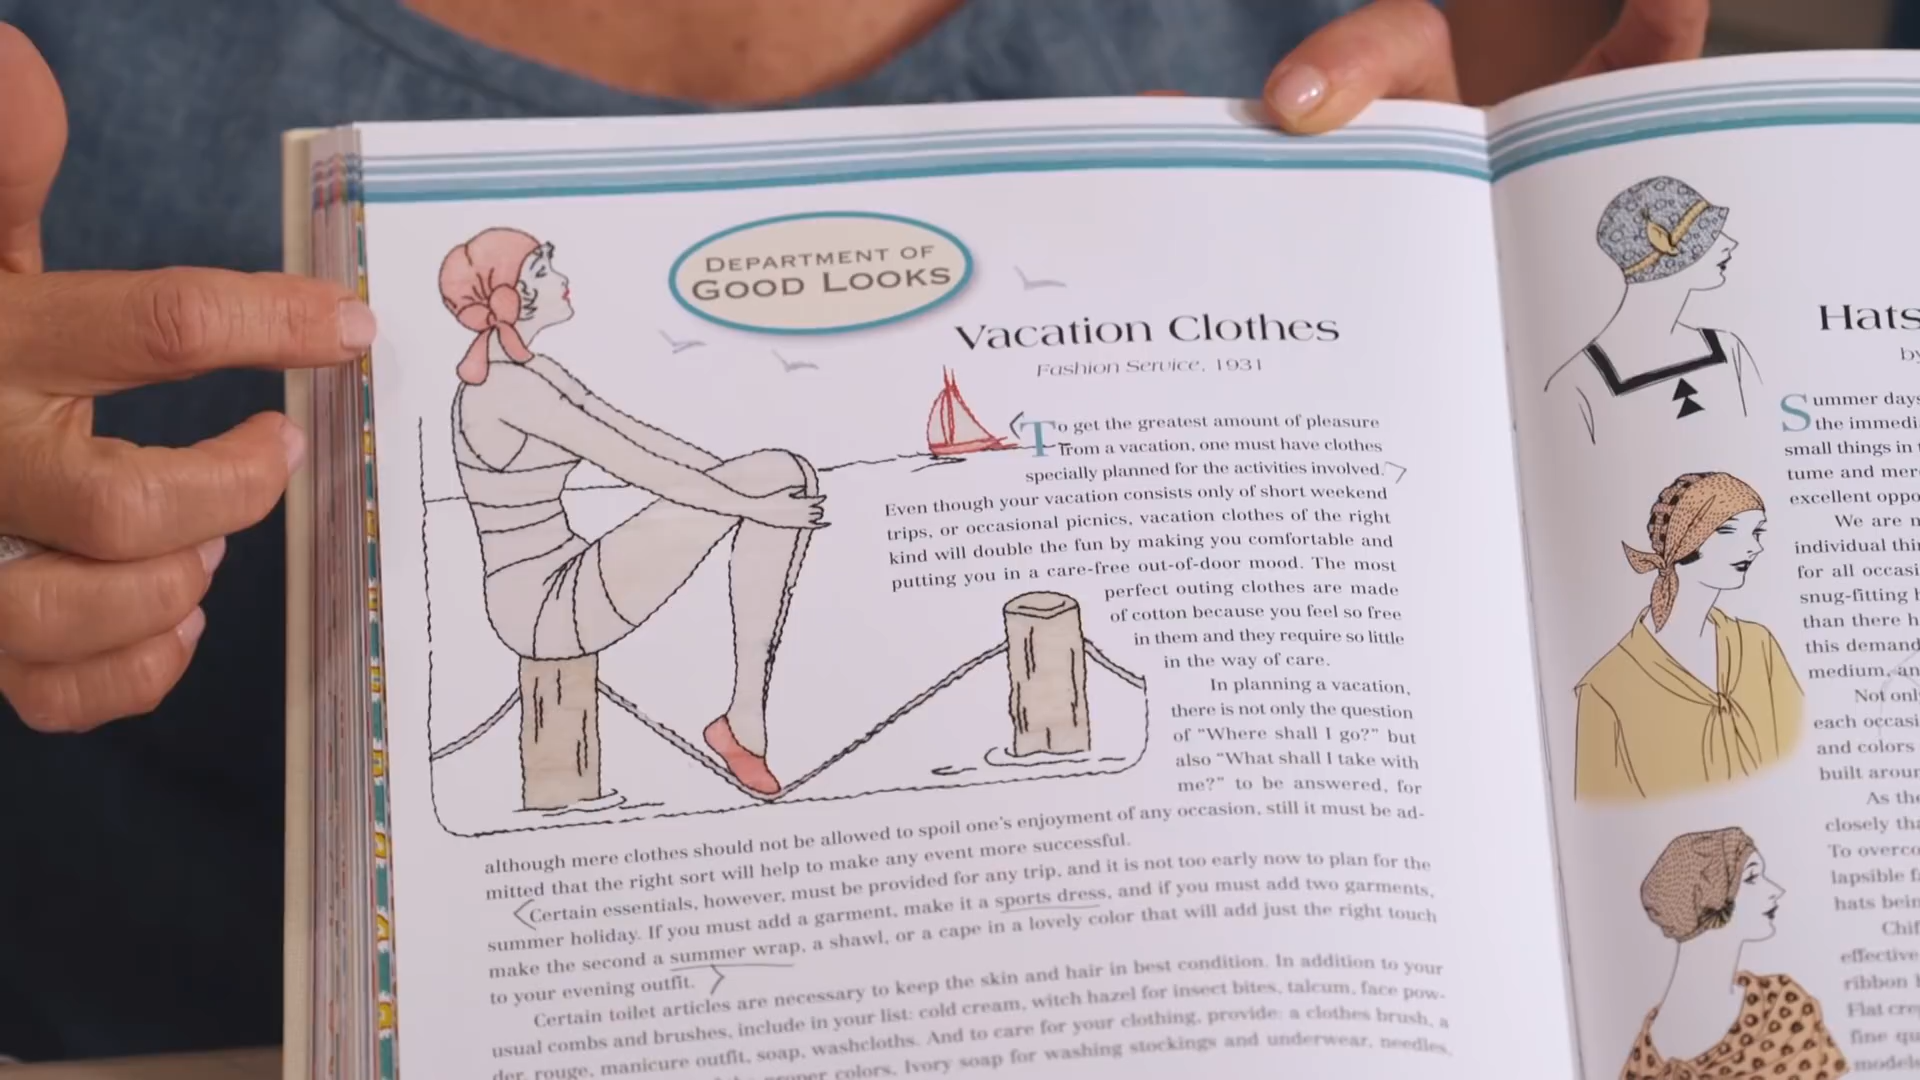 DEPARTMENT OF
GOOD LOOKS
Vacation Clothes
Fashion Service, 1931
To get the greatest amount of pleasure
from a vacation, one must have clothes
specially planned for the activities involved.
Even though your vacation consists only of short weekend
trips, or occasional picnics, vacation clothes of the right
kind will double the fun by making you comfortable and
putting you in a care-free out-of-door mood. The most
perfect outing clothes are made
of cotton because you feel so free
in them and they require so little
in the way of care.
In planning a vacation,
there is not only the question
of “Where shall I go?” but
also “What shall I take with
me?” to be answered, for
although mere clothes should not be allowed to spoil one’s enjoyment of any occasion, still it must be ad-
mitted that the right sort will help to make any event more successful.
Certain essentials, however, must be provided for any trip, and it is not too early now to plan for the
summer holiday. If you must add a garment, make it a sports dress, and if you must add two garments,
make the second a summer wrap, a shawl, or a cape in a lovely color that will add just the right touch
to your evening outfit.
Certain toilet articles are necessary to keep the skin and hair in best condition. In addition to your
usual combs and brushes, include in your list: cold cream, witch hazel for insect bites, talcum, face pow-
der, rouge, manicure outfit, soap, washcloths. And to care for your clothing, provide: a clothes brush, a
proper colors, Ivory soap for washing stockings and underwear, needles,
Hats
by
Summer days
the immedi
small things in
tume and mer
excellent oppo
We are n
individual thi
for all occasi
snug-fitting
than there h
this demand
medium, an
Not onl
each occasi
and colors
built aroun
As the
closely tha
To overco
lapsible f
hats bein
Chif
effective
ribbon
Flat cre
fine qu
models